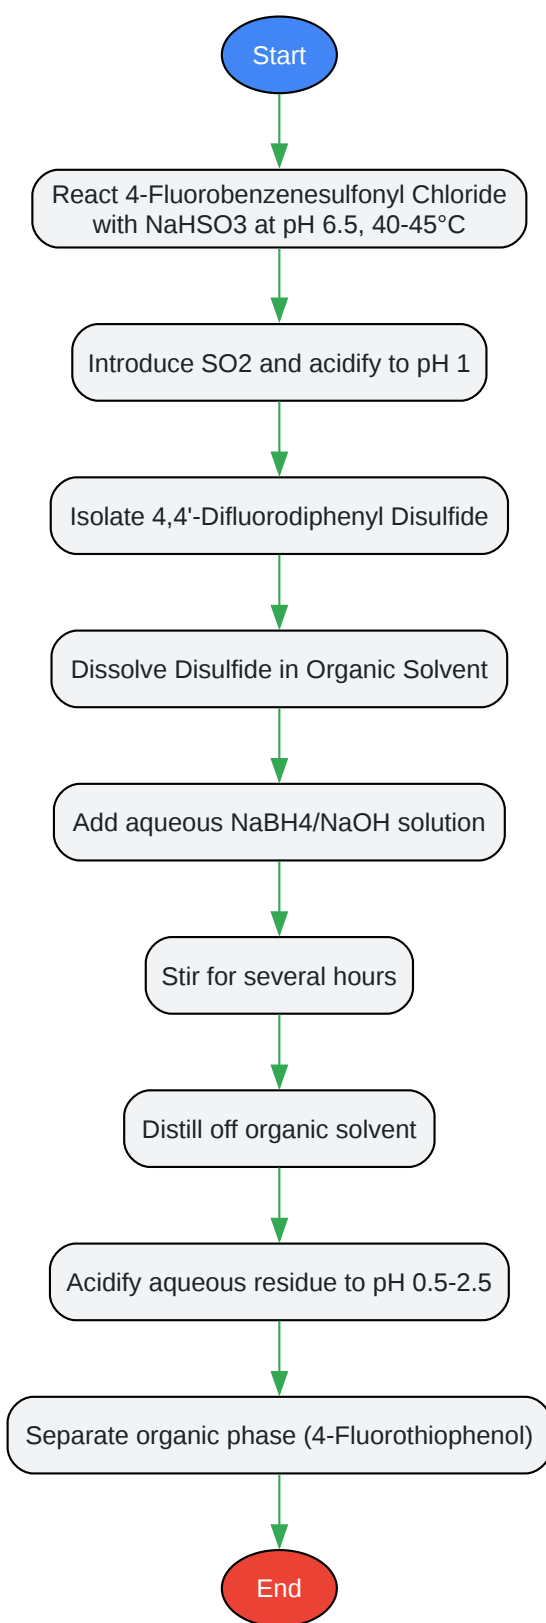 Start
React 4-Fluorobenzenesulfonyl Chloride
with NaHSO3 at pH 6.5, 40-45°C
Introduce SO2 and acidify to pH 1
Isolate 4,4'-Difluorodiphenyl Disulfide
Dissolve Disulfide in Organic Solvent
Add aqueous NaBH4/NaOH solution
Stir for several hours
Distill off organic solvent
Acidify aqueous residue to pH 0.5-2.5
Separate organic phase (4-Fluorothiophenol)
End